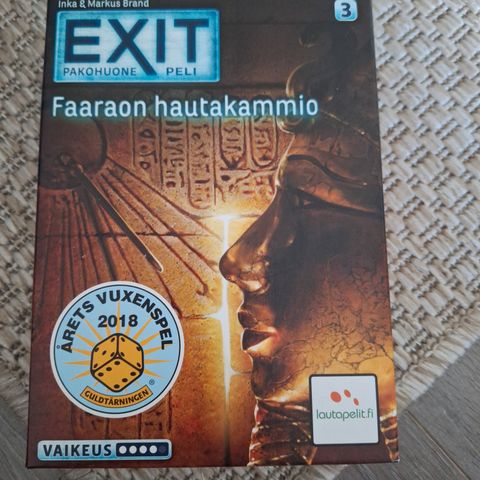 Inka & Markus Brand
3
EXIT
PAKOHUONE PELI
Faaraon hautakammio
ÅRETS VUXENSPEL
2018
GULDTÄRNINGEN
®
lautapelit.fi
VAIKEUS